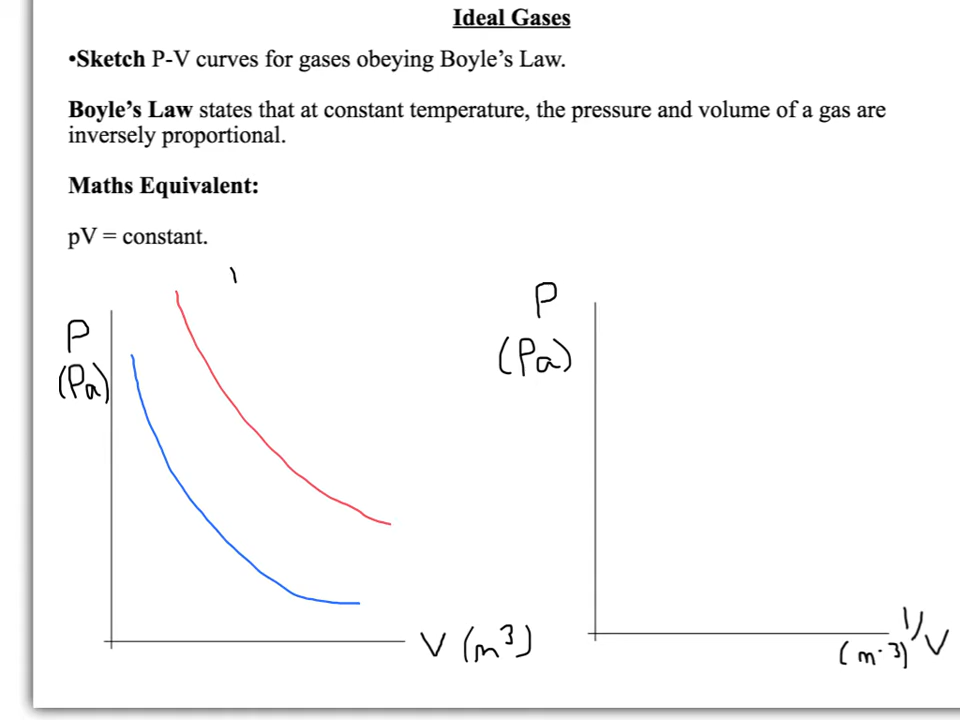 Ideal Gases
•Sketch P-V curves for gases obeying Boyle’s Law.
Boyle’s Law states that at constant temperature, the pressure and volume of a gas are
inversely proportional.
Maths Equivalent:
pV = constant.
P
(Pa)
V (m³)
P
(Pa)
1/V
(m-3)